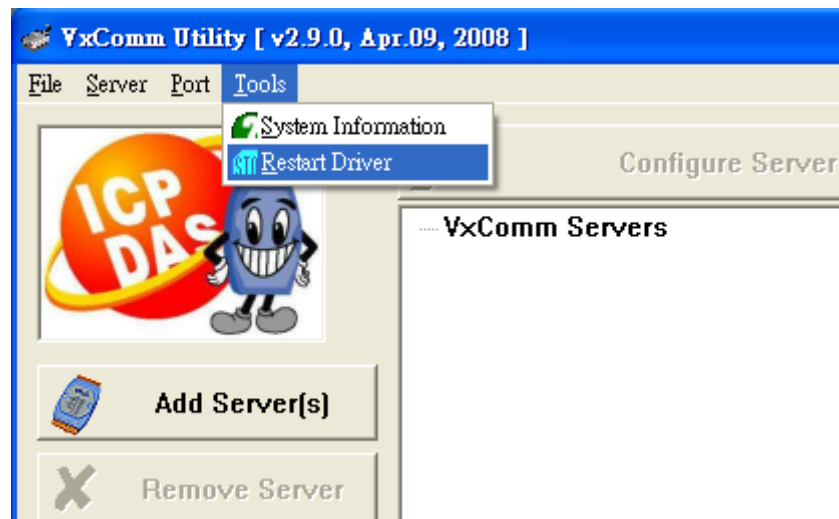 VxComm Utility [ v2.9.0, Apr.09, 2008 ]
File Server Port Tools
System Information
Restart Driver
ICP
DAS
Configure Server
VxComm Servers
Add Server(s)
Remove Server